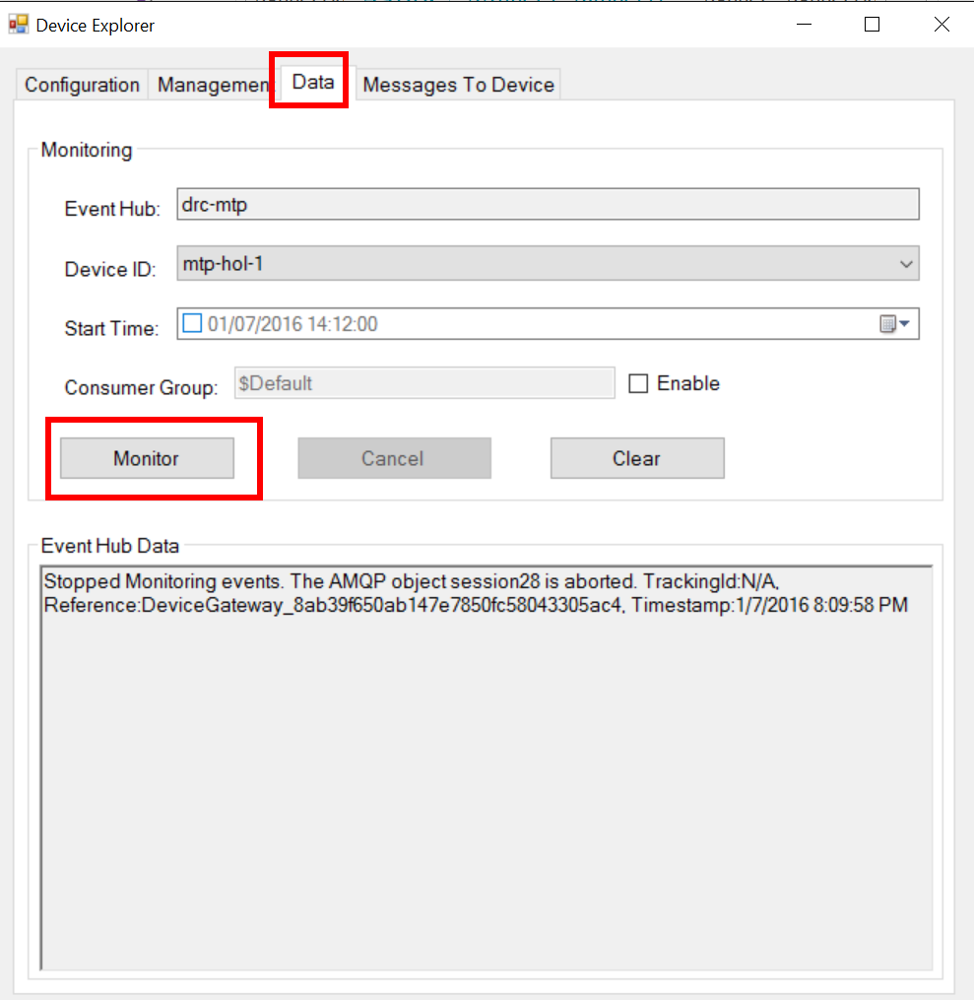 Device Explorer
Configuration Managemen Data Messages To Device
Monitoring
Event Hub: drc-mtp
Device ID: mtp-hol-1
Start Time: 01/07/2016 14:12:00
Consumer Group: $Default Enable
Monitor Cancel Clear
Event Hub Data
Stopped Monitoring events. The AMQP object session28 is aborted. TrackingId:N/A,
Reference:DeviceGateway_8ab39f650ab147e7850fc58043305ac4, Timestamp:1/7/2016 8:09:58 PM